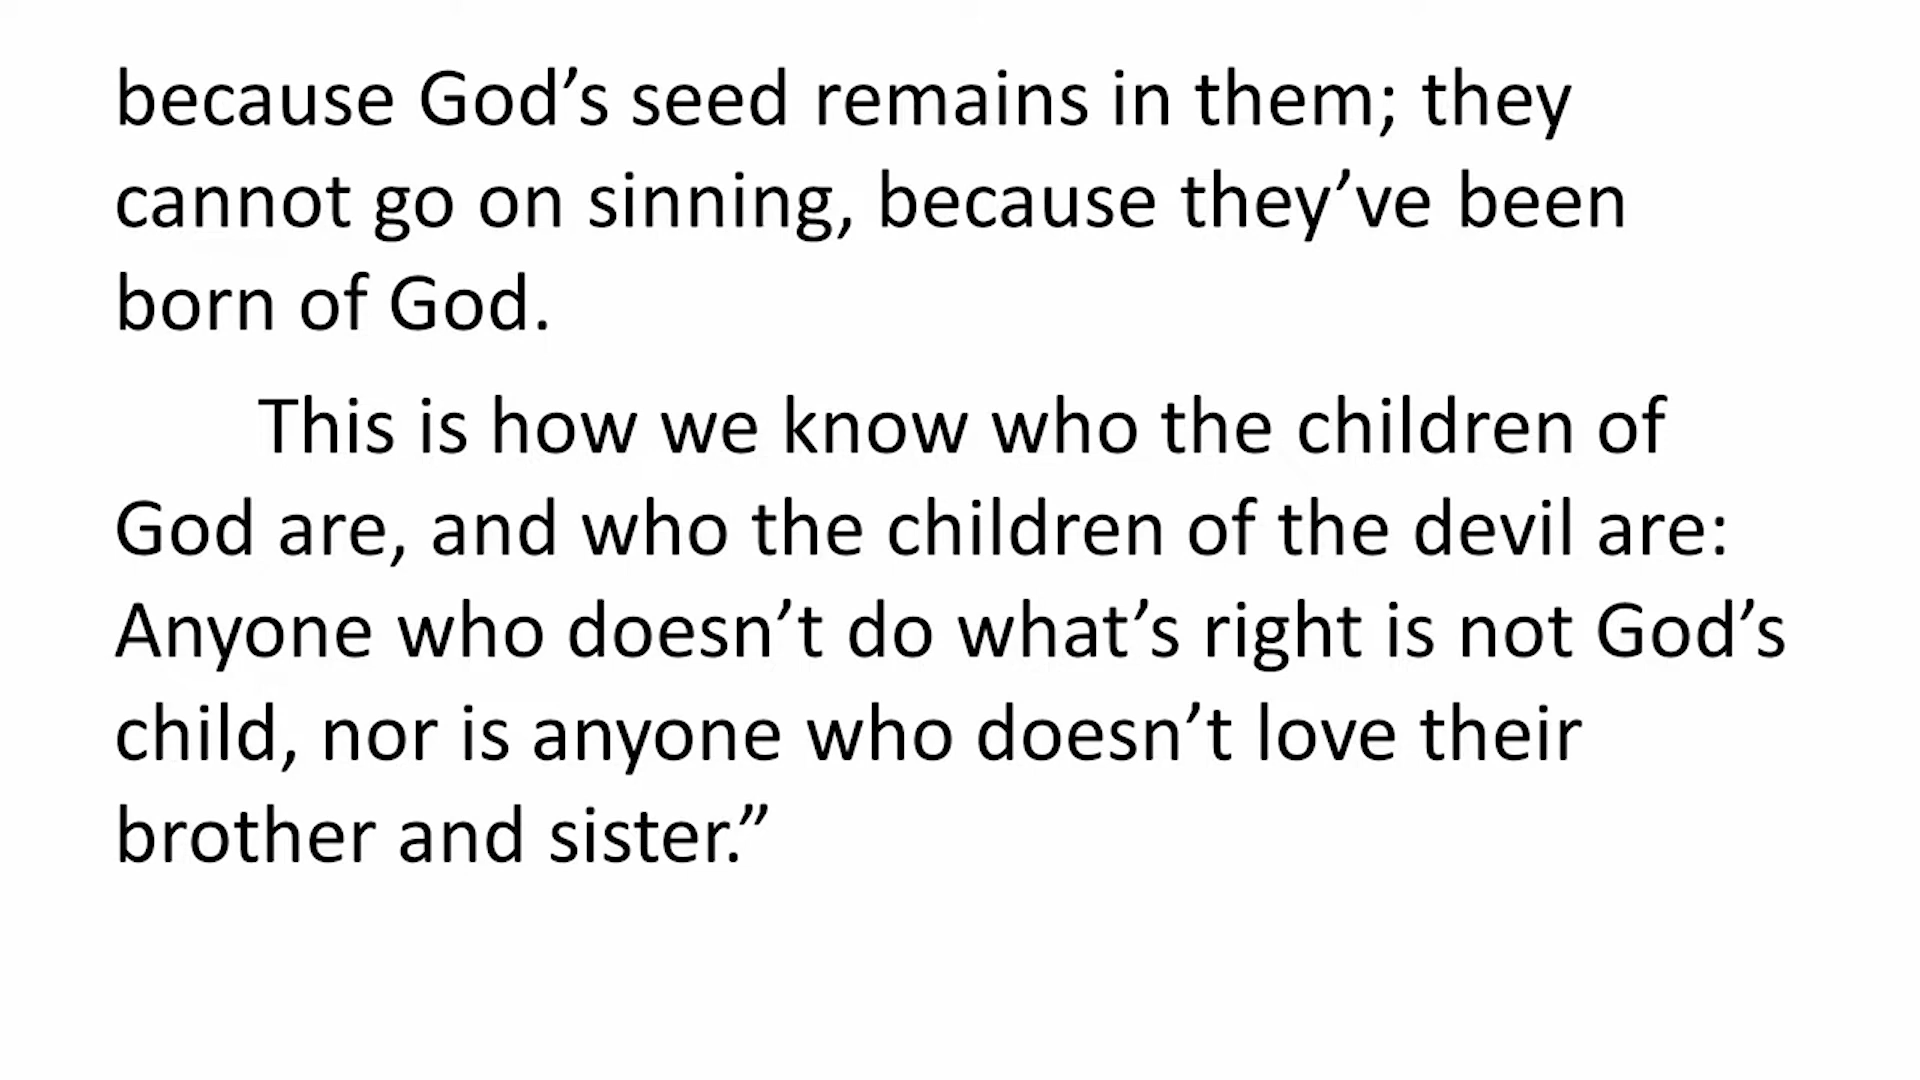 because God’s seed remains in them; they
cannot go on sinning, because they’ve been
born of God.
This is how we know who the children of
God are, and who the children of the devil are:
Anyone who doesn’t do what’s right is not God’s
child, nor is anyone who doesn’t love their
brother and sister.”